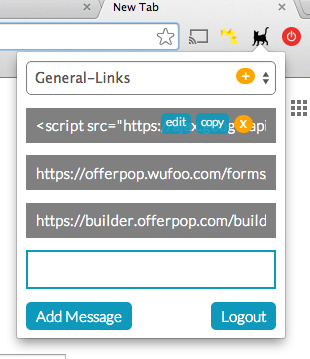 New Tab
General-Links
+
<script src="https: edit copy x api
https://offerpop.wufoo.com/forms
https://builder.offerpop.com/build
Add Message
Logout